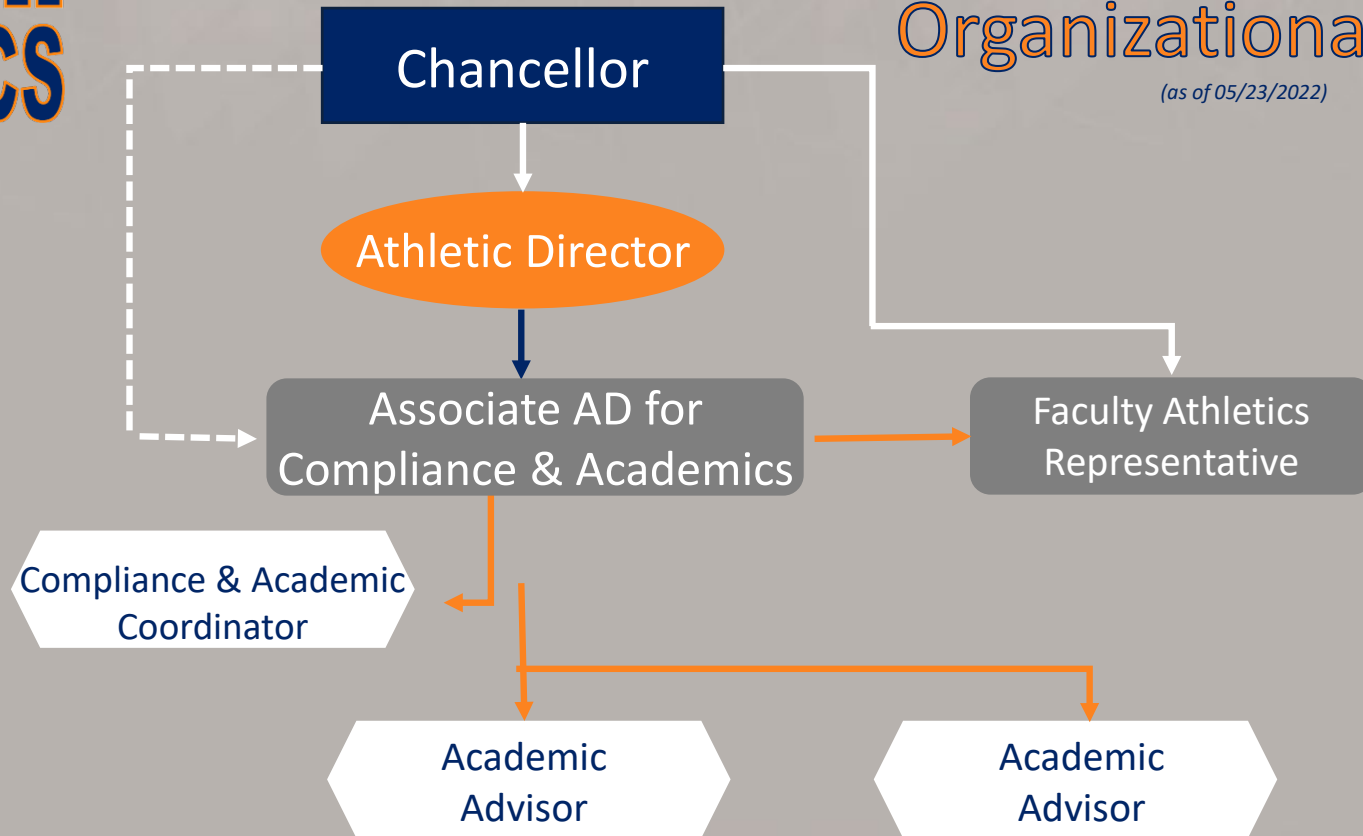 CS
Organizationa
(as of 05/23/2022)
Chancellor
Athletic Director
Associate AD for
Compliance & Academics
Faculty Athletics
Representative
Compliance & Academic
Coordinator
Academic
Advisor
Academic
Advisor